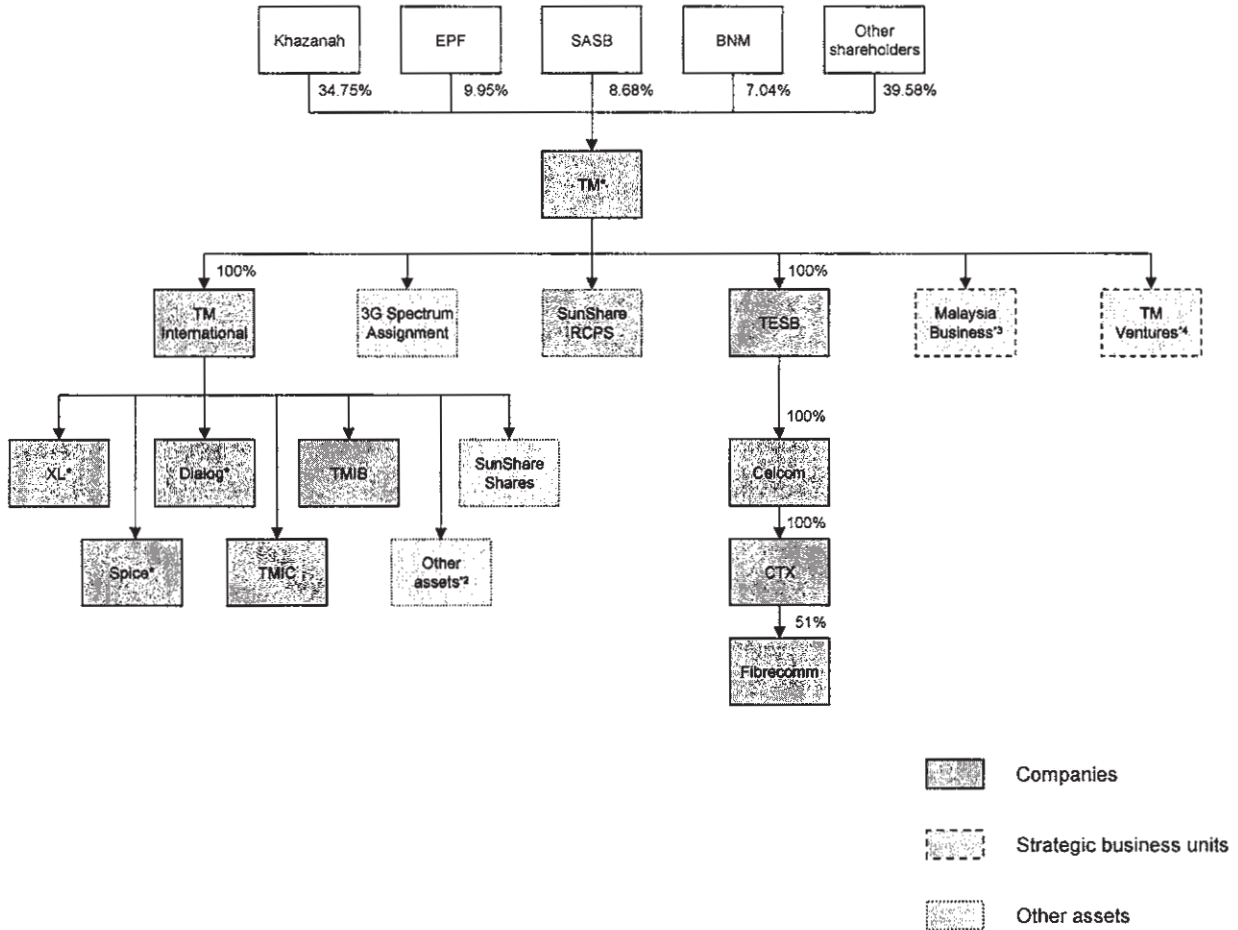 Khazanah
EPF
SASB
BNM
Other
shareholders
34.75%
9.95%
8.68%
7.04%
39.58%
TM*
100%
100%
TM
International
3G Spectrum
Assignment
SunShare
RCPS
TESB
Malaysia
Business*3
TM
Ventures*4
100%
XL*
Dialog*
TMIB
SunShare
Shares
Celcom
100%
Spice*
TMIC
Other
assets*2
CTX
51%
Fibrecomm
Companies
Strategic business units
Other assets